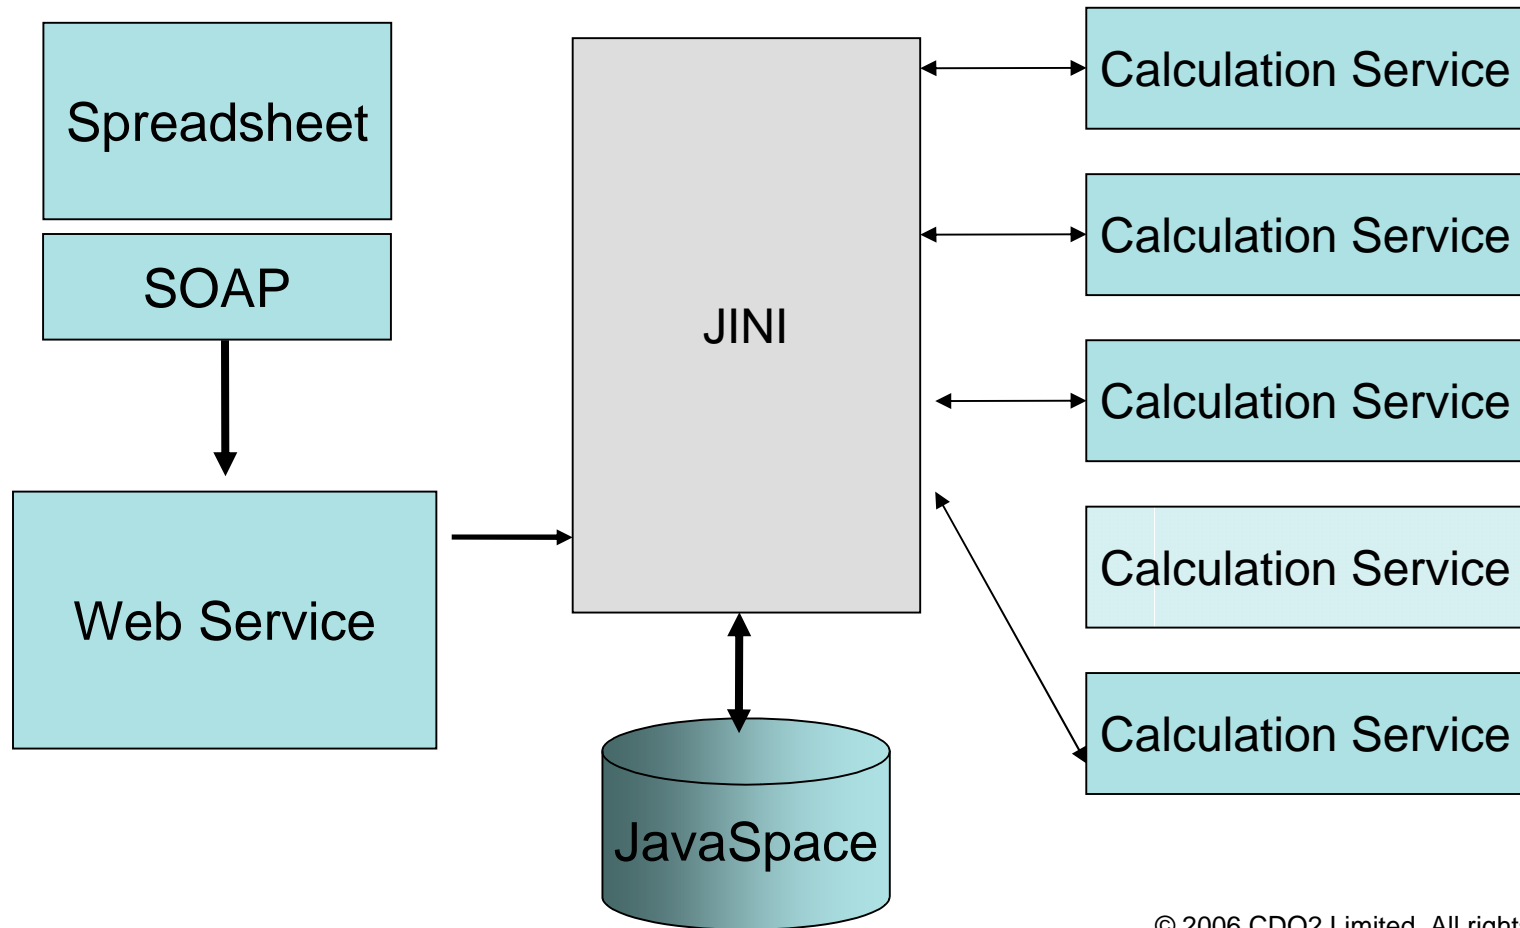 Spreadsheet
SOAP
Web Service
JINI
JavaSpace
Calculation Service
Calculation Service
Calculation Service
Calculation Service
Calculation Service
© 2006 CDO2 Limited. All right